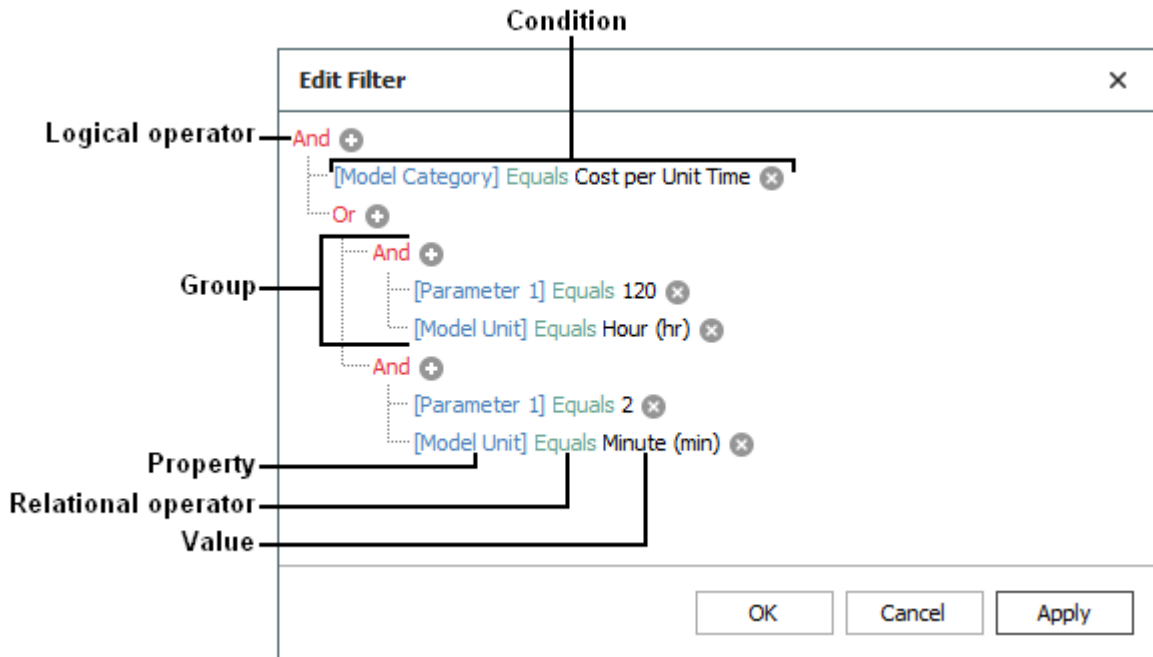 Condition
Edit Filter
Logical operator And
[Model Category] Equals Cost per Unit Time
Or
Group And
[Parameter 1] Equals 120
[Model Unit] Equals Hour (hr)
And
[Parameter 1] Equals 2
[Model Unit] Equals Minute (min)
Property
Relational operator
Value
OK Cancel Apply